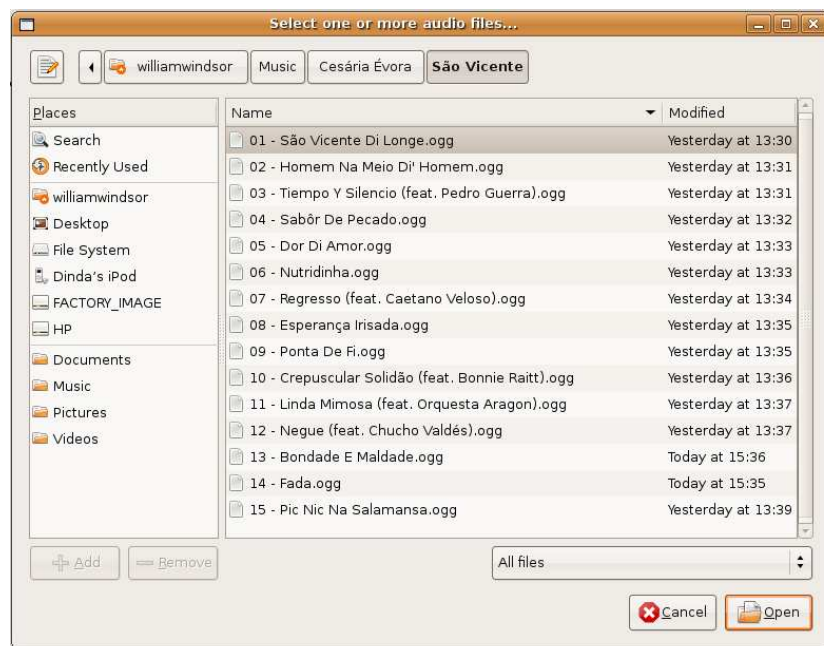 Select one or more audio files...
williamwindsor Music Cesária Évora São Vicente
Places
Search
Recently Used
williamwindsor
Desktop
File System
Dinda's iPod
FACTORY_IMAGE
HP
Documents
Music
Pictures
Videos
Name Modified
01 - São Vicente Di Longe.ogg Yesterday at 13:30
02 - Homem Na Meio Di' Homem.ogg Yesterday at 13:31
03 - Tiempo Y Silencio (feat. Pedro Guerra).ogg Yesterday at 13:31
04 - Sabôr De Pecado.ogg Yesterday at 13:32
05 - Dor Di Amor.ogg Yesterday at 13:33
06 - Nutridinha.ogg Yesterday at 13:33
07 - Regresso (feat. Caetano Veloso).ogg Yesterday at 13:34
08 - Esperança Irisada.ogg Yesterday at 13:35
09 - Ponta De Fi.ogg Yesterday at 13:35
10 - Crepuscular Solidão (feat. Bonnie Raitt).ogg Yesterday at 13:36
11 - Linda Mimosa (feat. Orquesta Aragon).ogg Yesterday at 13:37
12 - Negue (feat. Chucho Valdés).ogg Yesterday at 13:37
13 - Bondade E Maldade.ogg Today at 15:36
14 - Fada.ogg Today at 15:35
15 - Pic Nic Na Salamansa.ogg Yesterday at 13:39
Add Remove All files
Cancel Open